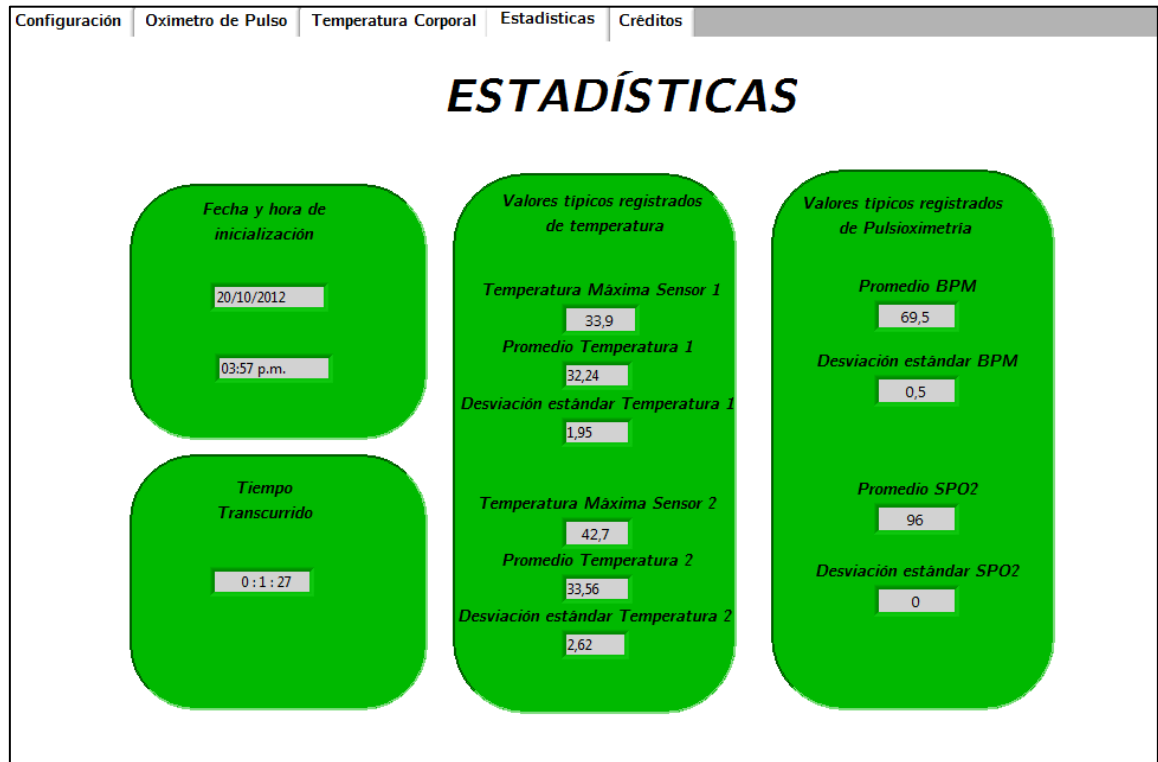 Configuración
Oxímetro de Pulso
Temperatura Corporal
Estadísticas
Créditos
ESTADÍSTICAS
Fecha y hora de
inicialización
20/10/2012
03:57 p.m.
Tiempo
Transcurrido
0 : 1 : 27
Valores típicos registrados
de temperatura
Temperatura Máxima Sensor 1
33,9
Promedio Temperatura 1
32,24
Desviación estándar Temperatura 1
1,95
Temperatura Máxima Sensor 2
42,7
Promedio Temperatura 2
33,56
Desviación estándar Temperatura 2
2,62
Valores típicos registrados
de Pulsioximetría
Promedio BPM
69,5
Desviación estándar BPM
0,5
Promedio SPO2
96
Desviación estándar SPO2
0